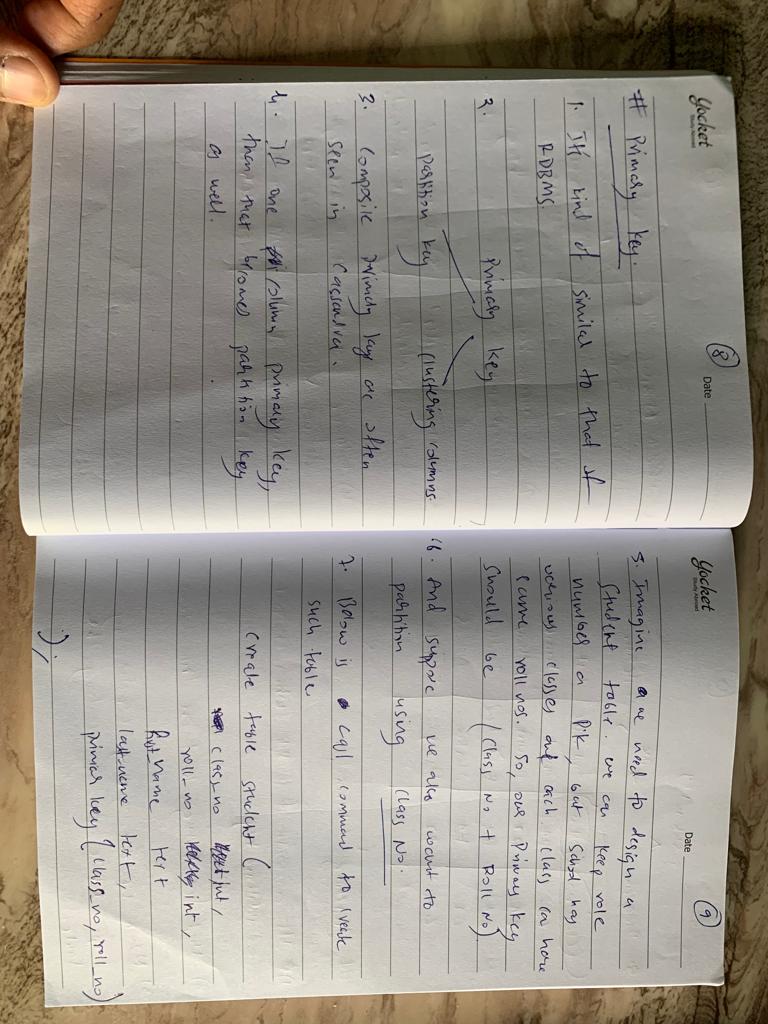 Yocket
Study Abroad
8
Date
# Primary Key.
1. Its kind of similar to that of
RDBMS.
2. Primary Key
Partition Key Clustering columns.
3. Composite Primary keys are often
seen in Cassandra.
4. If one column primary key,
then that becomes partition key
as well.
Yocket
Study Abroad
9
Date
5. Imagine we need to design a
Student table. we can keep role
number as P.K, but School has
various classes and each class can have
same roll nos. So, our Primary key
should be (Class No + Roll No).
6. And suppose we also want to
partition using Class No.
7. Below is cql command to create
such table
Create table student (
class_no int,
roll_no int,
first_name text
last_name text,
primary key (class_no, roll_no)
);